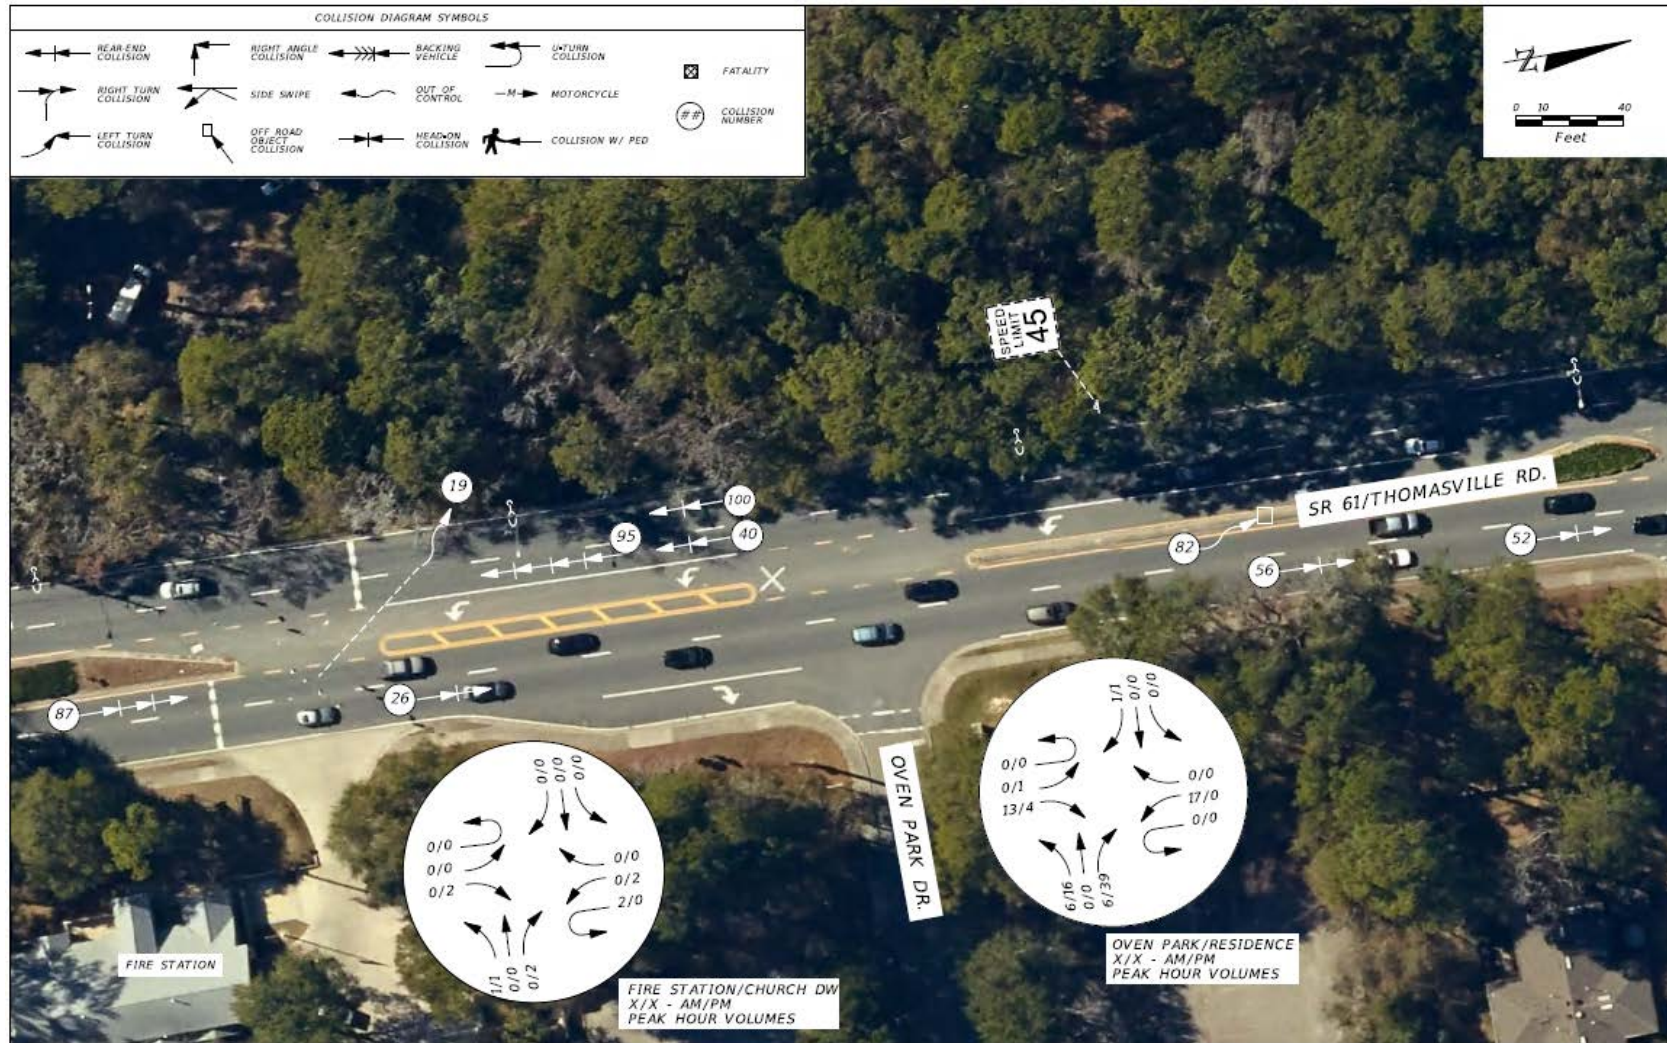 COLLISION DIAGRAM SYMBOLS
REAR-END
COLLISION
RIGHT ANGLE
COLLISION
BACKING
VEHICLE
U-TURN
COLLISION
FATALITY
RIGHT TURN
COLLISION
SIDE SWIPE
OUT OF
CONTROL
M
MOTORCYCLE
##
COLLISION
NUMBER
LEFT TURN
COLLISION
OFF ROAD
OBJECT
COLLISION
HEAD-ON
COLLISION
COLLISION W/ PED
N
0 10 40
Feet
SPEED
LIMIT
45
19
100
95
40
SR 61/THOMASVILLE RD.
82
52
56
87
26
OVEN PARK DR.
0/0
0/0
0/0
0/0
0/0
0/2
0/0
0/2
2/0
1/1
0/0
0/2
1/1
0/0
0/0
0/0
0/1
13/4
0/0
17/0
0/0
6/16
0/0
6/39
FIRE STATION
FIRE STATION/CHURCH DW
X/X - AM/PM
PEAK HOUR VOLUMES
OVEN PARK/RESIDENCE
X/X - AM/PM
PEAK HOUR VOLUMES